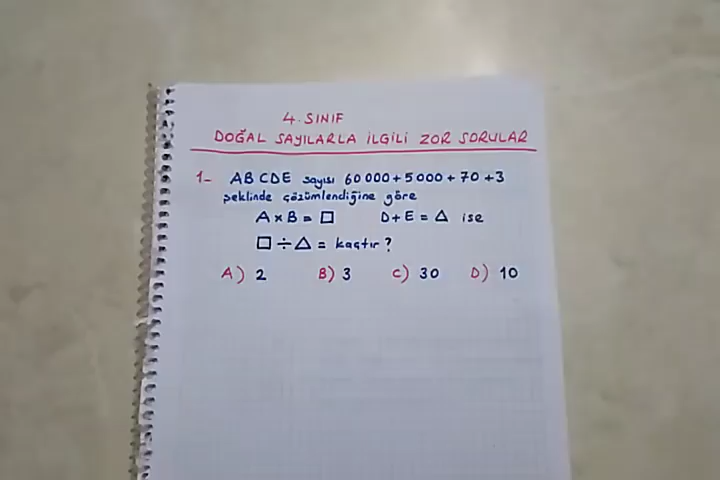 4. SINIF
DOĞAL SAYILARLA İLGİLİ ZOR SORULAR
1- ABCDE sayısı 60 000 + 5 000 + 70 + 3
şeklinde çözümlendiğine göre
A × B = □ D + E = △ ise
□ ÷ △ = kaçtır ?
A) 2 B) 3 C) 30 D) 10